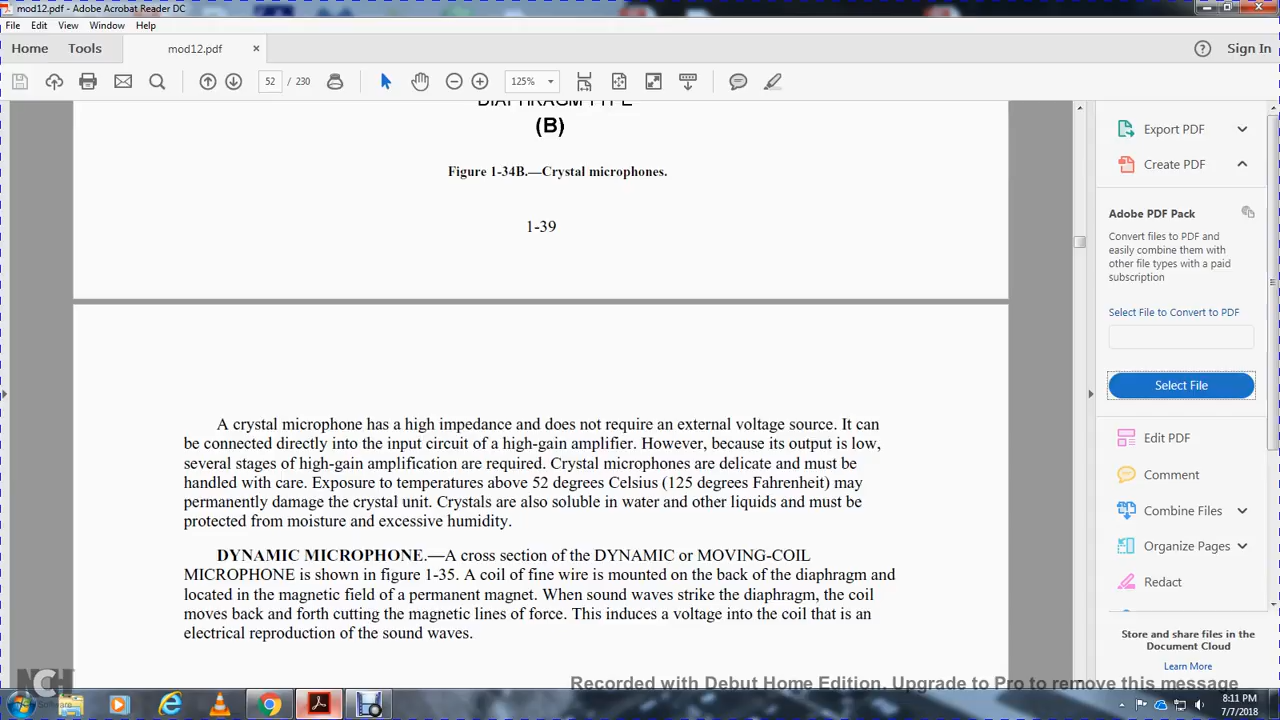 mod12.pdf - Adobe Acrobat Reader DC
File Edit View Window Help
Home Tools mod12.pdf × Sign In
52 / 230 125%
DIAPHRAGM TYPE
(B)
Figure 1-34B.—Crystal microphones.
1-39
A crystal microphone has a high impedance and does not require an external voltage source. It can
be connected directly into the input circuit of a high-gain amplifier. However, because its output is low,
several stages of high-gain amplification are required. Crystal microphones are delicate and must be
handled with care. Exposure to temperatures above 52 degrees Celsius (125 degrees Fahrenheit) may
permanently damage the crystal unit. Crystals are also soluble in water and other liquids and must be
protected from moisture and excessive humidity.
DYNAMIC MICROPHONE.—A cross section of the DYNAMIC or MOVING-COIL
MICROPHONE is shown in figure 1-35. A coil of fine wire is mounted on the back of the diaphragm and
located in the magnetic field of a permanent magnet. When sound waves strike the diaphragm, the coil
moves back and forth cutting the magnetic lines of force. This induces a voltage into the coil that is an
electrical reproduction of the sound waves.
Export PDF
Create PDF
Adobe PDF Pack
Convert files to PDF and
easily combine them with
other file types with a paid
subscription
Select File to Convert to PDF
Select File
Edit PDF
Comment
Combine Files
Organize Pages
Redact
Store and share files in the
Document Cloud
Learn More
NCH
Software
Recorded with Debut Home Edition. Upgrade to Pro to remove this message
8:11 PM
7/7/2018